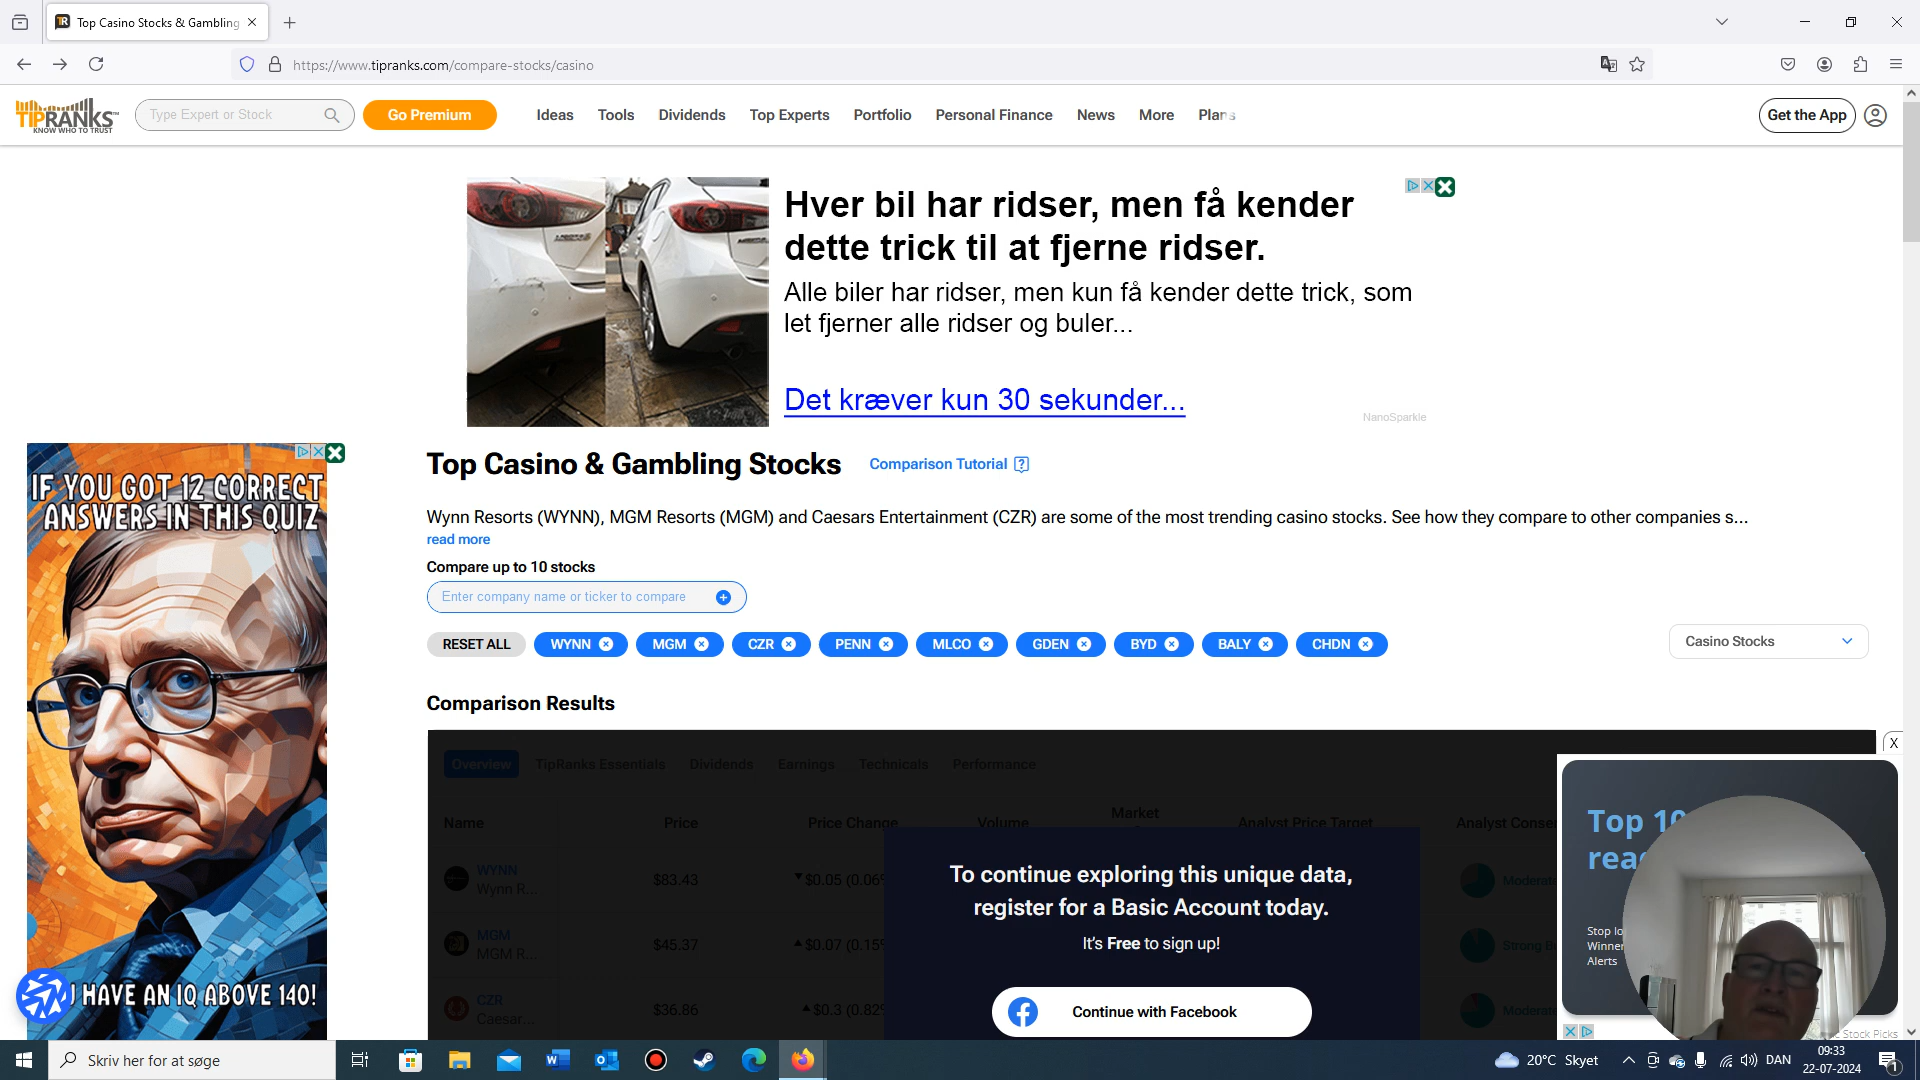 Top Casino Stocks & Gambling
https://www.tipranks.com/compare-stocks/casino
TIPRANKS™
KNOW WHO TO TRUST
Type Expert or Stock
Go Premium
Ideas
Tools
Dividends
Top Experts
Portfolio
Personal Finance
News
More
Plans
Get the App
Hver bil har ridser, men få kender
dette trick til at fjerne ridser.
Alle biler har ridser, men kun få kender dette trick, som
let fjerner alle ridser og buler...
Det kræver kun 30 sekunder...
NanoSparkle
IF YOU GOT 12 CORRECT
ANSWERS IN THIS QUIZ
U HAVE AN IQ ABOVE 140!
Top Casino & Gambling Stocks
Comparison Tutorial
Wynn Resorts (WYNN), MGM Resorts (MGM) and Caesars Entertainment (CZR) are some of the most trending casino stocks. See how they compare to other companies s...
read more
Compare up to 10 stocks
Enter company name or ticker to compare
RESET ALL
WYNN
MGM
CZR
PENN
MLCO
GDEN
BYD
BALY
CHDN
Casino Stocks
Comparison Results
Overview
TipRanks Essentials
Dividends
Earnings
Technicals
Performance
Name
Price
Price Change
Volume
Market
Analyst Price Target
Analyst Conse
WYNN
Wynn R...
$83.43
▼$0.05 (0.06%
Moderate
MGM
MGM R...
$45.37
▲$0.07 (0.15%
Strong B
CZR
Caesar...
$36.86
▲$0.3 (0.82%
Moderate
To continue exploring this unique data,
register for a Basic Account today.
It's Free to sign up!
Continue with Facebook
X
Top 10
Stop lo
Winner
Alerts
Stock Picks
Skriv her for at søge
20°C Skyet
DAN
09:33
22-07-2024
1